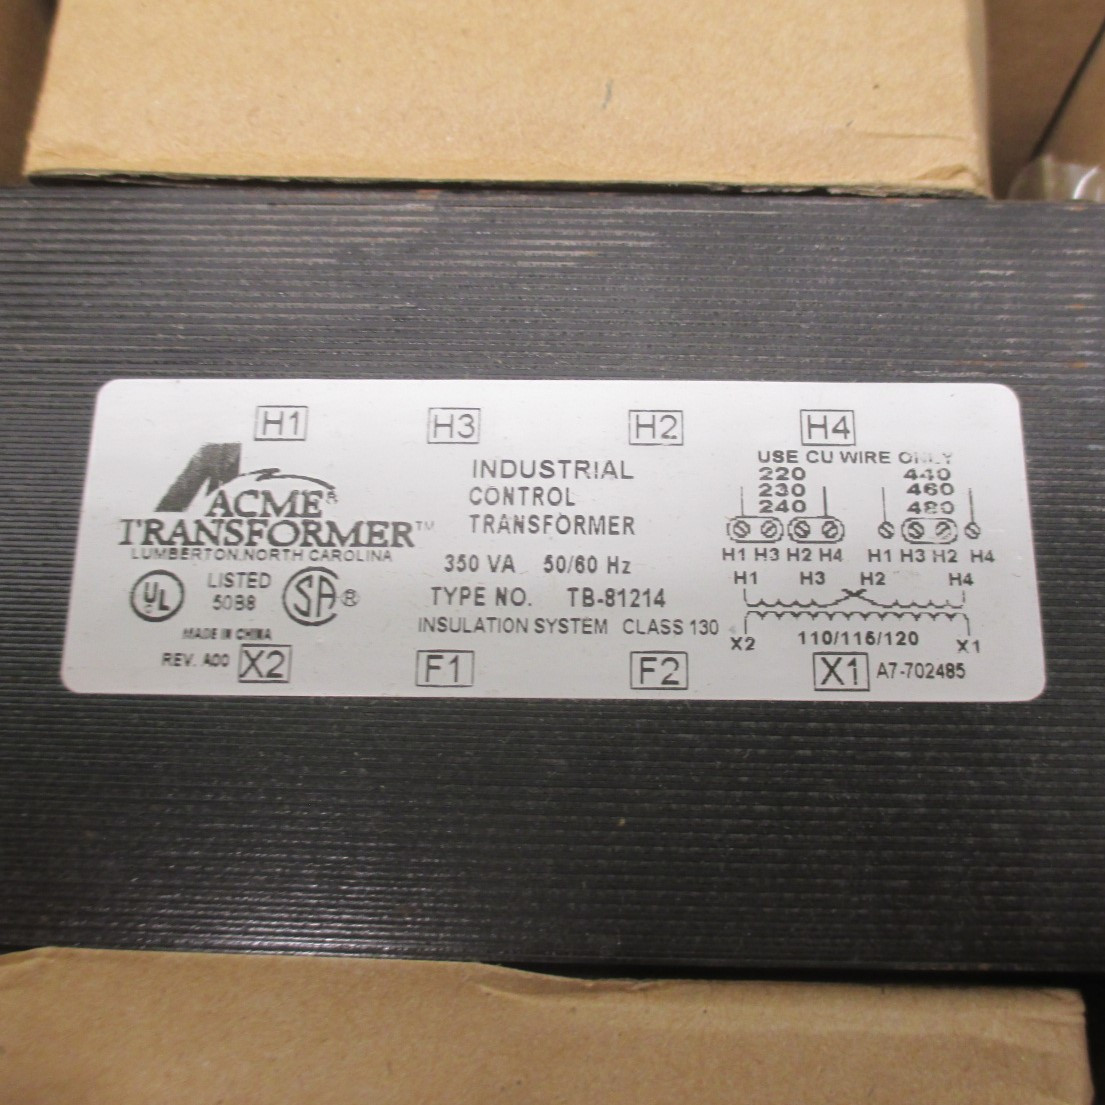 H1 H3 H2 H4
ACME®
TRANSFORMER™
LUMBERTON, NORTH CAROLINA
UL LISTED
50B8
SA®
MADE IN CHINA
REV. A00 X2
INDUSTRIAL
CONTROL
TRANSFORMER
350 VA 50/60 Hz
TYPE NO. TB-81214
INSULATION SYSTEM CLASS 130
F1 F2
USE CU WIRE ONLY
220 440
230 460
240 480
H1 H3 H2 H4 H1 H3 H2 H4
H1 H3 H2 H4
X2 110/115/120 X1
X1 A7-702485